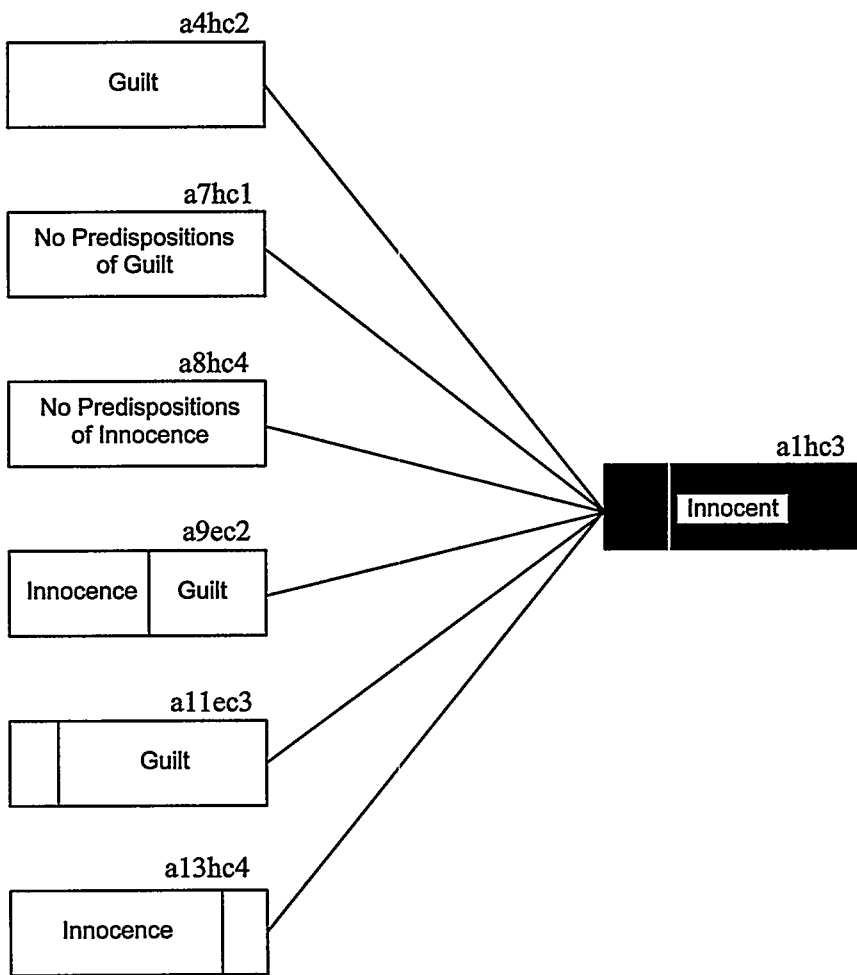 a4hc2
Guilt
a7hc1
No Predispositions
of Guilt
a8hc4
No Predispositions
of Innocence
a1hc3
Innocent
a9ec2
Innocence Guilt
a11ec3
Guilt
a13hc4
Innocence